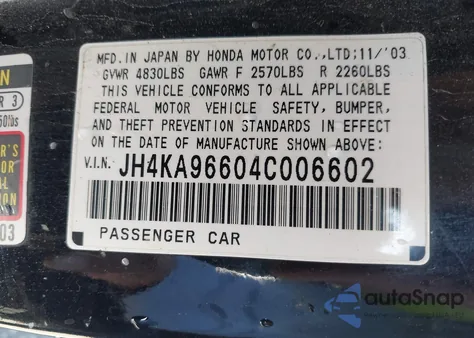 MFD. IN JAPAN BY HONDA MOTOR CO.,LTD;11/'03
GVWR 4830LBS GAWR F 2570LBS R 2260LBS
THIS VEHICLE CONFORMS TO ALL APPLICABLE
FEDERAL MOTOR VEHICLE SAFETY, BUMPER,
AND THEFT PREVENTION STANDARDS IN EFFECT
ON THE DATE OF MANUFACTURE SHOWN ABOVE:
V.I.N. JH4KA96604C006602
PASSENGER CAR
autoSnap